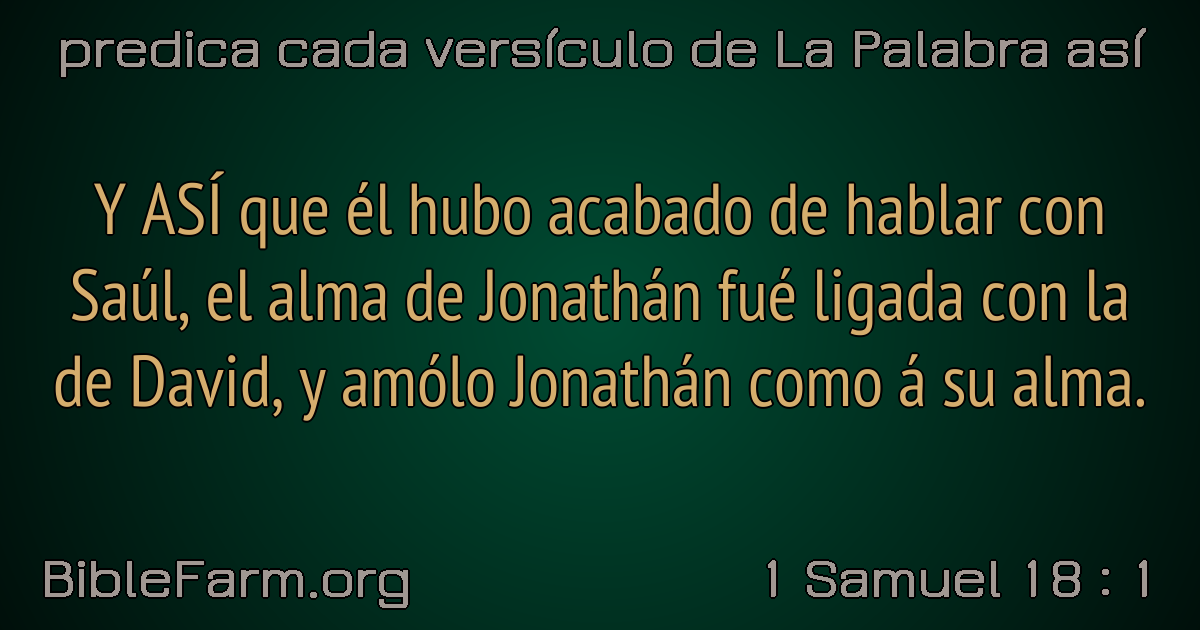 predica cada versículo de La Palabra así
Y ASÍ que él hubo acabado de hablar con
Saúl, el alma de Jonathán fué ligada con la
de David, y amólo Jonathán como á su alma.
BibleFarm.org
1 Samuel 18 : 1